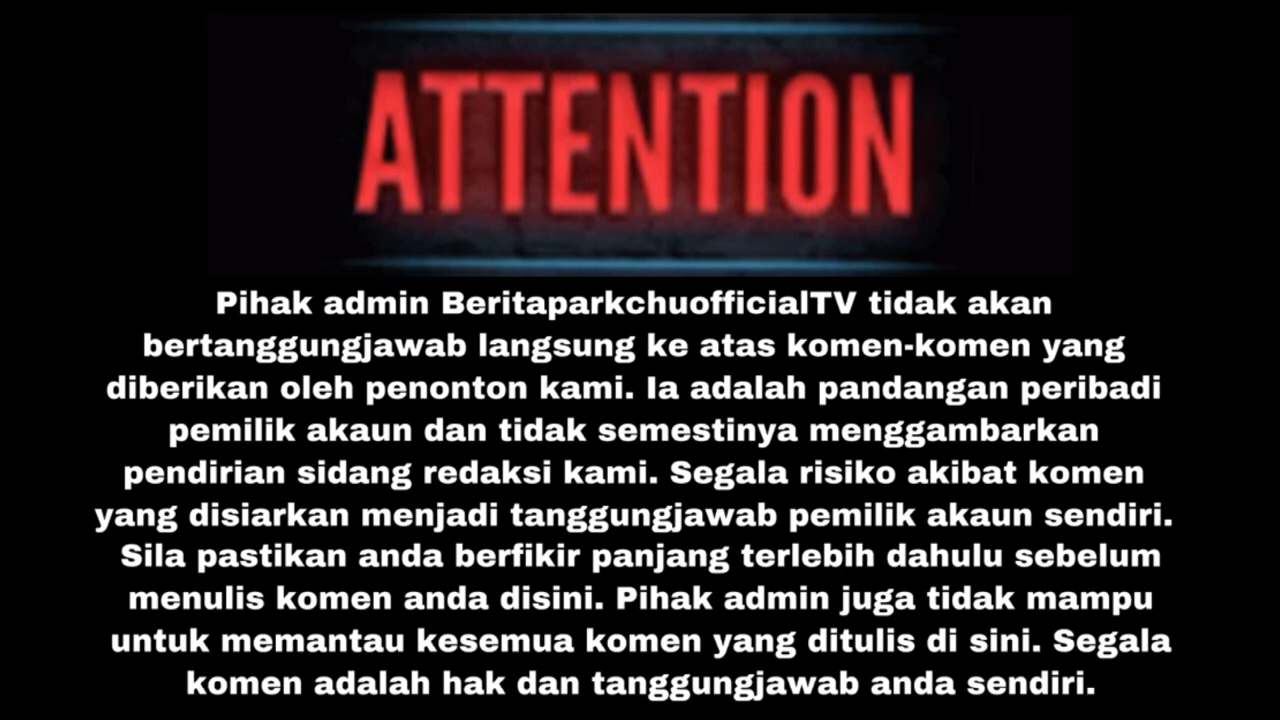 ATTENTION
Pihak admin BeritaparkchuofficialTV tidak akan
bertanggungjawab langsung ke atas komen-komen yang
diberikan oleh penonton kami. Ia adalah pandangan peribadi
pemilik akaun dan tidak semestinya menggambarkan
pendirian sidang redaksi kami. Segala risiko akibat komen
yang disiarkan menjadi tanggungjawab pemilik akaun sendiri.
Sila pastikan anda berfikir panjang terlebih dahulu sebelum
menulis komen anda disini. Pihak admin juga tidak mampu
untuk memantau kesemua komen yang ditulis di sini. Segala
komen adalah hak dan tanggungjawab anda sendiri.